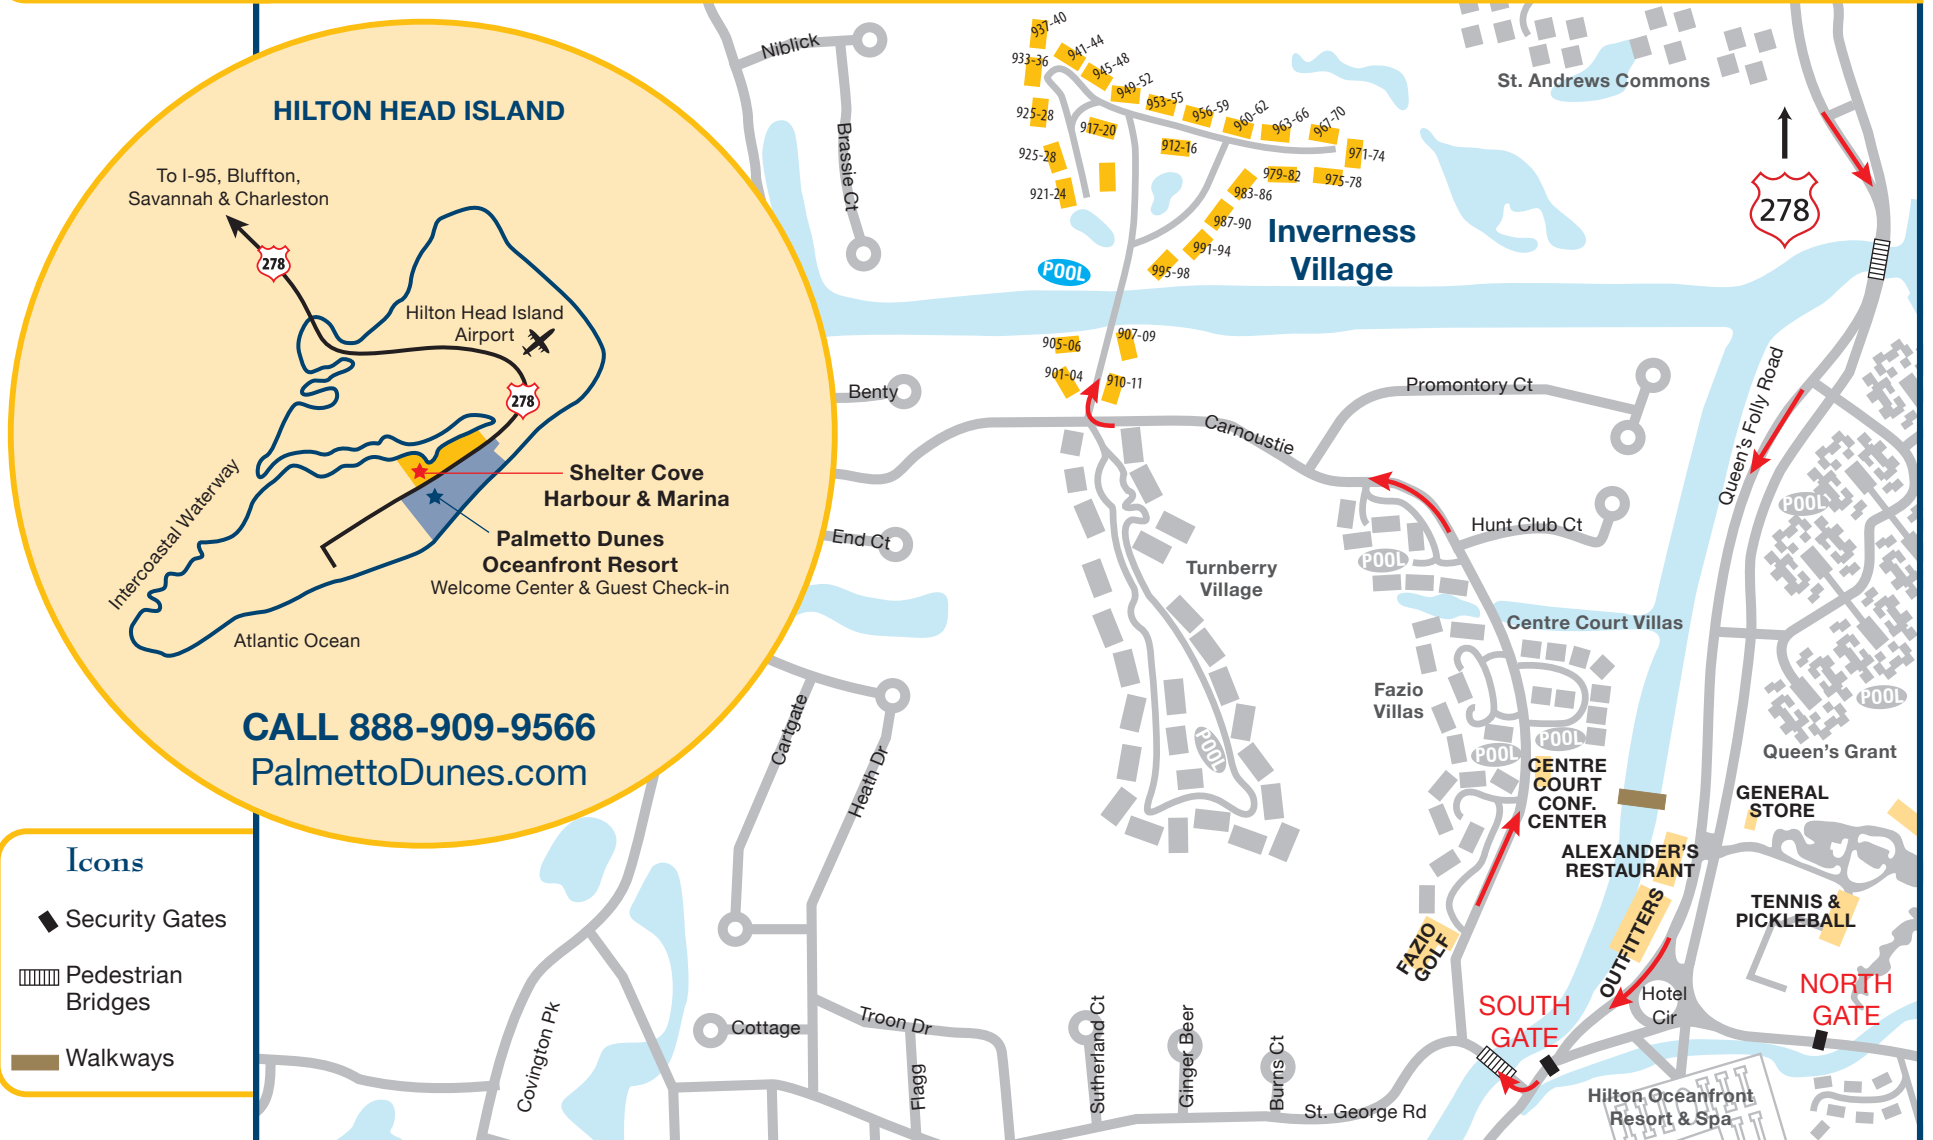 HILTON HEAD ISLAND
To I-95, Bluffton,
Savannah & Charleston
278
Hilton Head Island
Airport
278
Shelter Cove
Harbour & Marina
Palmetto Dunes
Oceanfront Resort
Welcome Center & Guest Check-in
Intercoastal Waterway
Atlantic Ocean
CALL 888-909-9566
PalmettoDunes.com
Icons
Security Gates
Pedestrian
Bridges
Walkways
Niblick
Brassie Ct
937-40
933-36
941-44
945-48
949-52
953-55
956-59
960-62
963-66
967-70
971-74
975-78
979-82
983-86
987-90
991-94
995-98
925-28
917-20
912-16
925-28
921-24
POOL
Inverness
Village
St. Andrews Commons
278
905-06
907-09
901-04
910-11
Benty
Carnoustie
Promontory Ct
Queen's Folly Road
End Ct
Hunt Club Ct
POOL
POOL
Turnberry
Village
Centre Court Villas
Fazio
Villas
POOL
POOL
POOL
POOL
Queen's Grant
CENTRE
COURT
CONF.
CENTER
GENERAL
STORE
ALEXANDER'S
RESTAURANT
TENNIS &
PICKLEBALL
OUTFITTERS
FAZIO
GOLF
Cartgate
Heath Dr
Hotel
Cir
NORTH
GATE
SOUTH
GATE
Covington Pk
Cottage
Troon Dr
Flagg
Sutherland Ct
Ginger Beer
Burns Ct
St. George Rd
Hilton Oceanfront
Resort & Spa